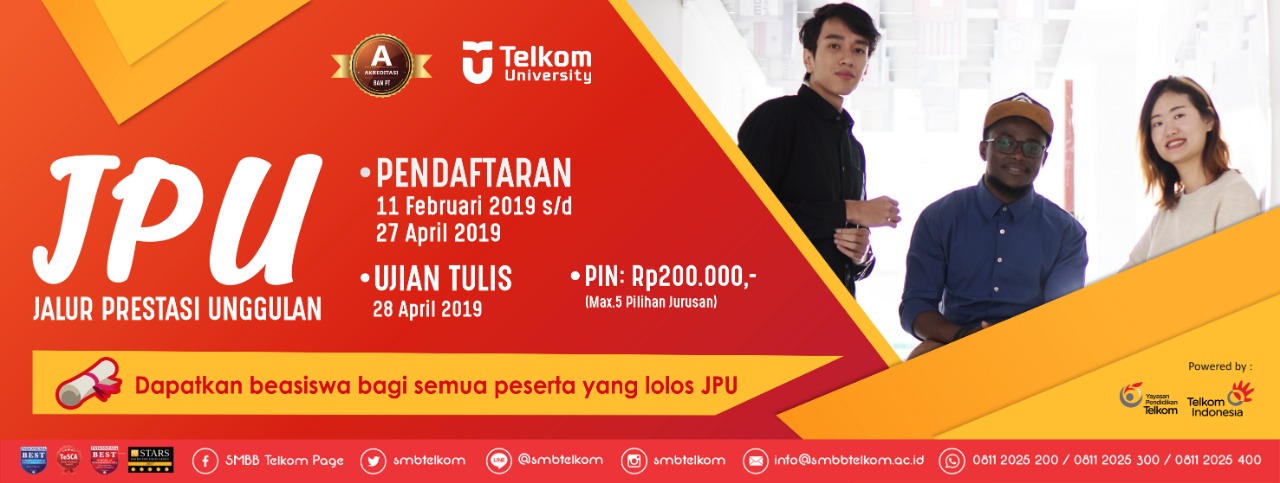 A
AKREDITASI
BAN PT
Telkom
University
JPU
JALUR PRESTASI UNGGULAN
• PENDAFTARAN
11 Februari 2019 s/d
27 April 2019
• UJIAN TULIS
28 April 2019
• PIN: Rp200.000,-
(Max.5 Pilihan Jurusan)
Dapatkan beasiswa bagi semua peserta yang lolos JPU
Powered by :
Yayasan
Pendidikan
Telkom
Telkom
Indonesia
BEST
TeSCA
BEST
STARS
SMBB Telkom Page
smbtelkom
LINE
@smbtelkom
smbtelkom
info@smbbtelkom.ac.id
0811 2025 200 / 0811 2025 300 / 0811 2025 400